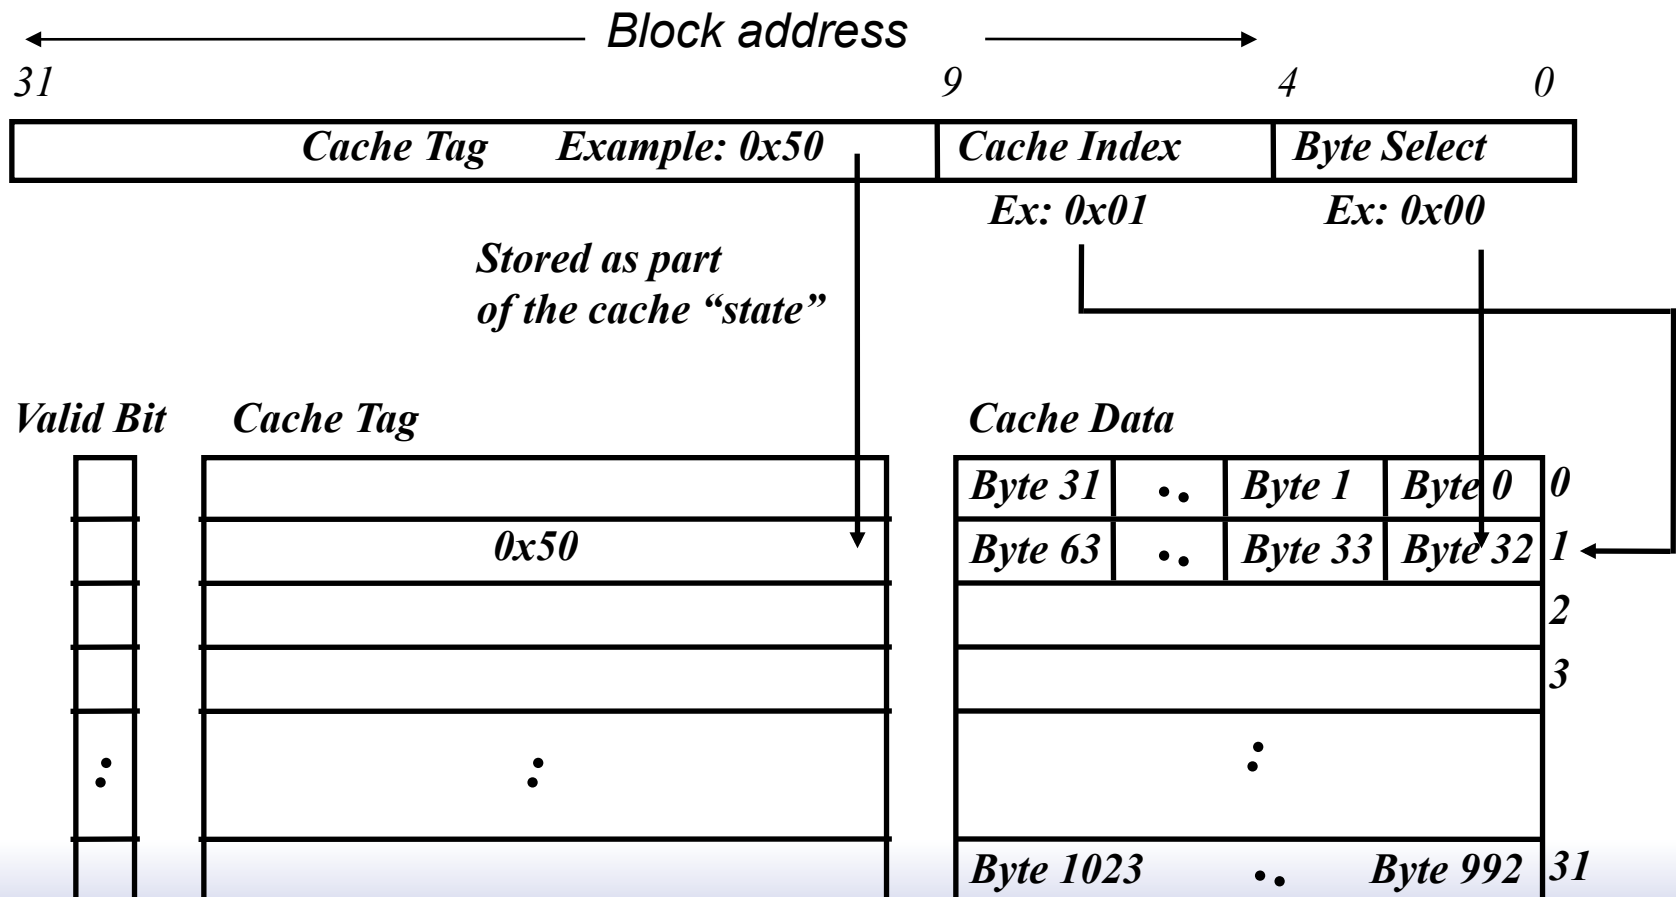 Block address
31 9 4 0
Cache Tag Example: 0x50 Cache Index Byte Select
Ex: 0x01 Ex: 0x00
Stored as part
of the cache “state”
Valid Bit Cache Tag Cache Data
Byte 31 .. Byte 1 Byte 0 0
0x50 Byte 63 .. Byte 33 Byte 32 1
2
3
: : :
Byte 1023 .. Byte 992 31